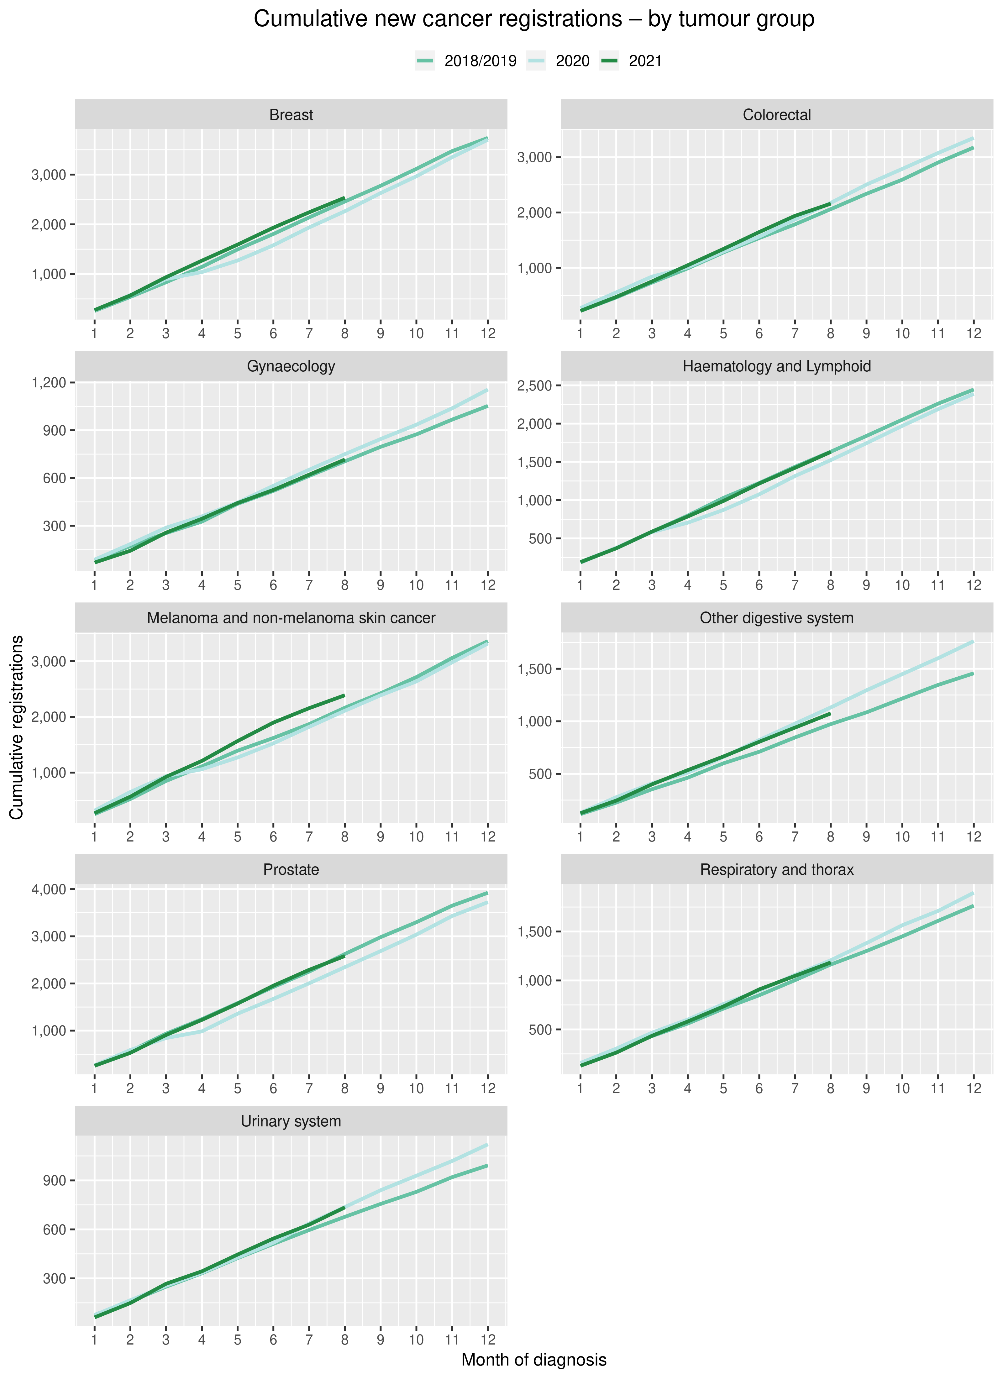 Cumulative new cancer registrations – by tumour group
2018/2019 2020 2021
Breast
3,000
2,000
1,000
1 2 3 4 5 6 7 8 9 10 11 12
Colorectal
3,000
2,000
1,000
1 2 3 4 5 6 7 8 9 10 11 12
Gynaecology
1,200
900
600
300
1 2 3 4 5 6 7 8 9 10 11 12
Haematology and Lymphoid
2,500
2,000
1,500
1,000
500
1 2 3 4 5 6 7 8 9 10 11 12
Melanoma and non-melanoma skin cancer
3,000
2,000
1,000
1 2 3 4 5 6 7 8 9 10 11 12
Other digestive system
1,500
1,000
500
1 2 3 4 5 6 7 8 9 10 11 12
Prostate
4,000
3,000
2,000
1,000
1 2 3 4 5 6 7 8 9 10 11 12
Respiratory and thorax
1,500
1,000
500
1 2 3 4 5 6 7 8 9 10 11 12
Urinary system
900
600
300
1 2 3 4 5 6 7 8 9 10 11 12
Cumulative registrations
Month of diagnosis